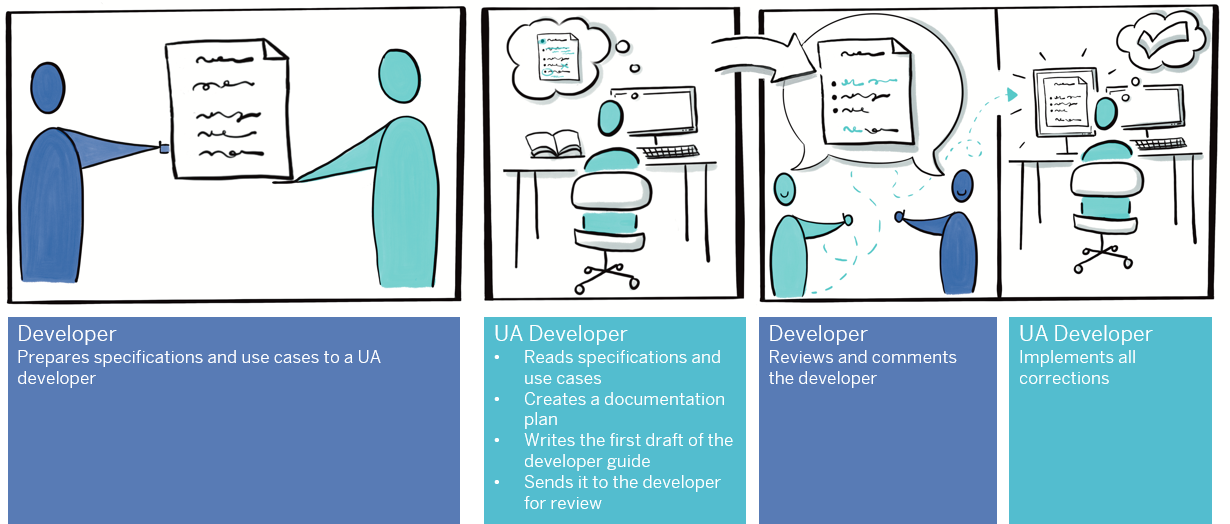 Developer
Prepares specifications and use cases to a UA
developer
UA Developer
• Reads specifications and
use cases
• Creates a documentation
plan
• Writes the first draft of the
developer guide
• Sends it to the developer
for review
Developer
Reviews and comments
the developer
UA Developer
Implements all
corrections